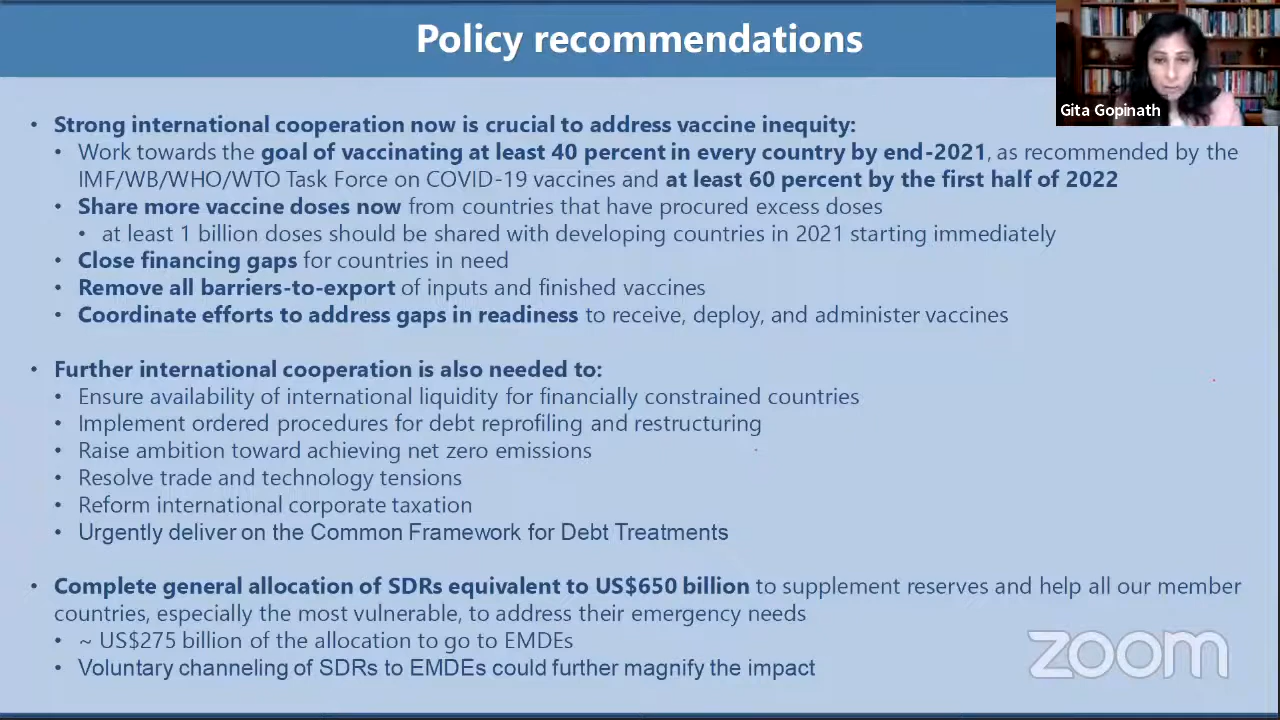 Policy recommendations
Gita Gopinath
• Strong international cooperation now is crucial to address vaccine inequity:
• Work towards the goal of vaccinating at least 40 percent in every country by end-2021, as recommended by the
IMF/WB/WHO/WTO Task Force on COVID-19 vaccines and at least 60 percent by the first half of 2022
• Share more vaccine doses now from countries that have procured excess doses
• at least 1 billion doses should be shared with developing countries in 2021 starting immediately
• Close financing gaps for countries in need
• Remove all barriers-to-export of inputs and finished vaccines
• Coordinate efforts to address gaps in readiness to receive, deploy, and administer vaccines
• Further international cooperation is also needed to:
• Ensure availability of international liquidity for financially constrained countries
• Implement ordered procedures for debt reprofiling and restructuring
• Raise ambition toward achieving net zero emissions
• Resolve trade and technology tensions
• Reform international corporate taxation
• Urgently deliver on the Common Framework for Debt Treatments
• Complete general allocation of SDRs equivalent to US$650 billion to supplement reserves and help all our member
countries, especially the most vulnerable, to address their emergency needs
• ~ US$275 billion of the allocation to go to EMDEs
• Voluntary channeling of SDRs to EMDEs could further magnify the impact
zoom